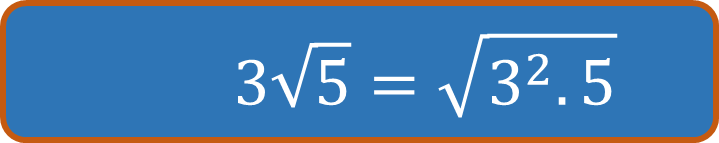 3√5 = √(3².5)